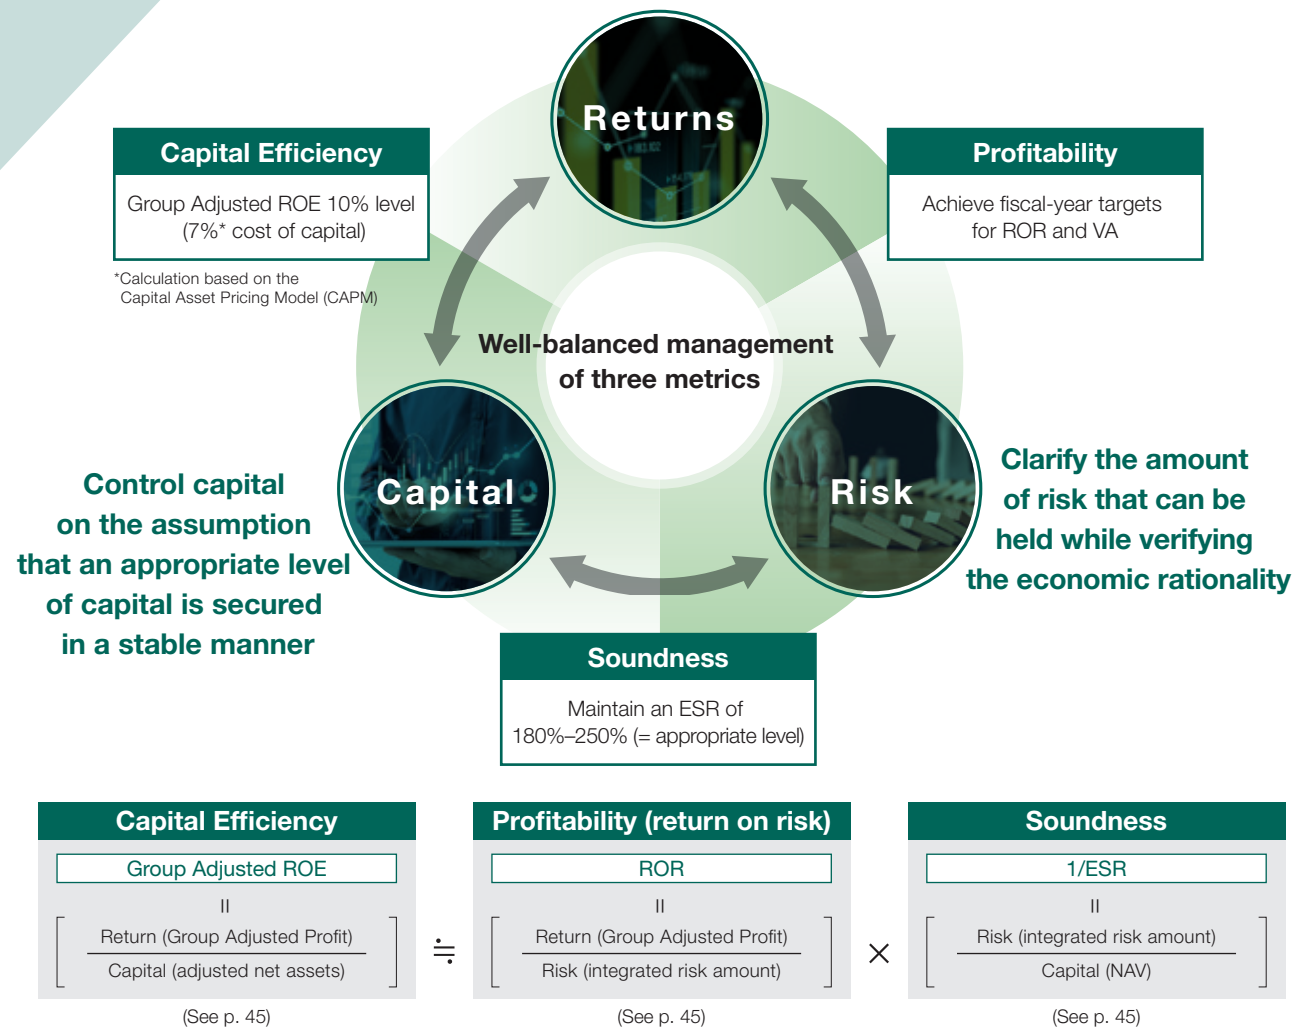 Returns
Capital Efficiency
Group Adjusted ROE 10% level
(7%* cost of capital)
*Calculation based on the
Capital Asset Pricing Model (CAPM)
Profitability
Achieve fiscal-year targets
for ROR and VA
Well-balanced management
of three metrics
Capital
Risk
Control capital
on the assumption
that an appropriate level
of capital is secured
in a stable manner
Clarify the amount
of risk that can be
held while verifying
the economic rationality
Soundness
Maintain an ESR of
180%–250% (= appropriate level)
Capital Efficiency
Group Adjusted ROE
=
Return (Group Adjusted Profit)
Capital (adjusted net assets)
(See p. 45)
≒
Profitability (return on risk)
ROR
=
Return (Group Adjusted Profit)
Risk (integrated risk amount)
(See p. 45)
×
Soundness
1/ESR
=
Risk (integrated risk amount)
Capital (NAV)
(See p. 45)